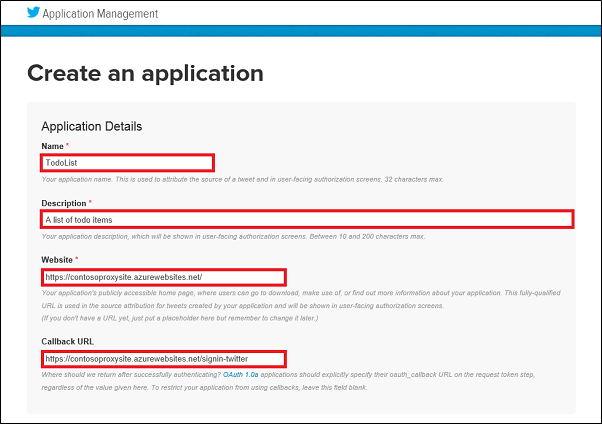 Application Management
Create an application
Application Details
Name *
TodoList
Your application name. This is used to attribute the source of a tweet and in user-facing authorization screens. 32 characters max.
Description *
A list of todo items
Your application description, which will be shown in user-facing authorization screens. Between 10 and 200 characters max.
Website *
https://contosoproxysite.azurewebsites.net/
Your application's publicly accessible home page, where users can go to download, make use of, or find out more information about your application. This fully-qualified
URL is used in the source attribution for tweets created by your application and will be shown in user-facing authorization screens.
(If you don't have a URL yet, just put a placeholder here but remember to change it later.)
Callback URL
https://contosoproxysite.azurewebsites.net/signin-twitter
Where should we return after successfully authenticating? OAuth 1.0a applications should explicitly specify their oauth_callback URL on the request token step,
regardless of the value given here. To restrict your application from using callbacks, leave this field blank.